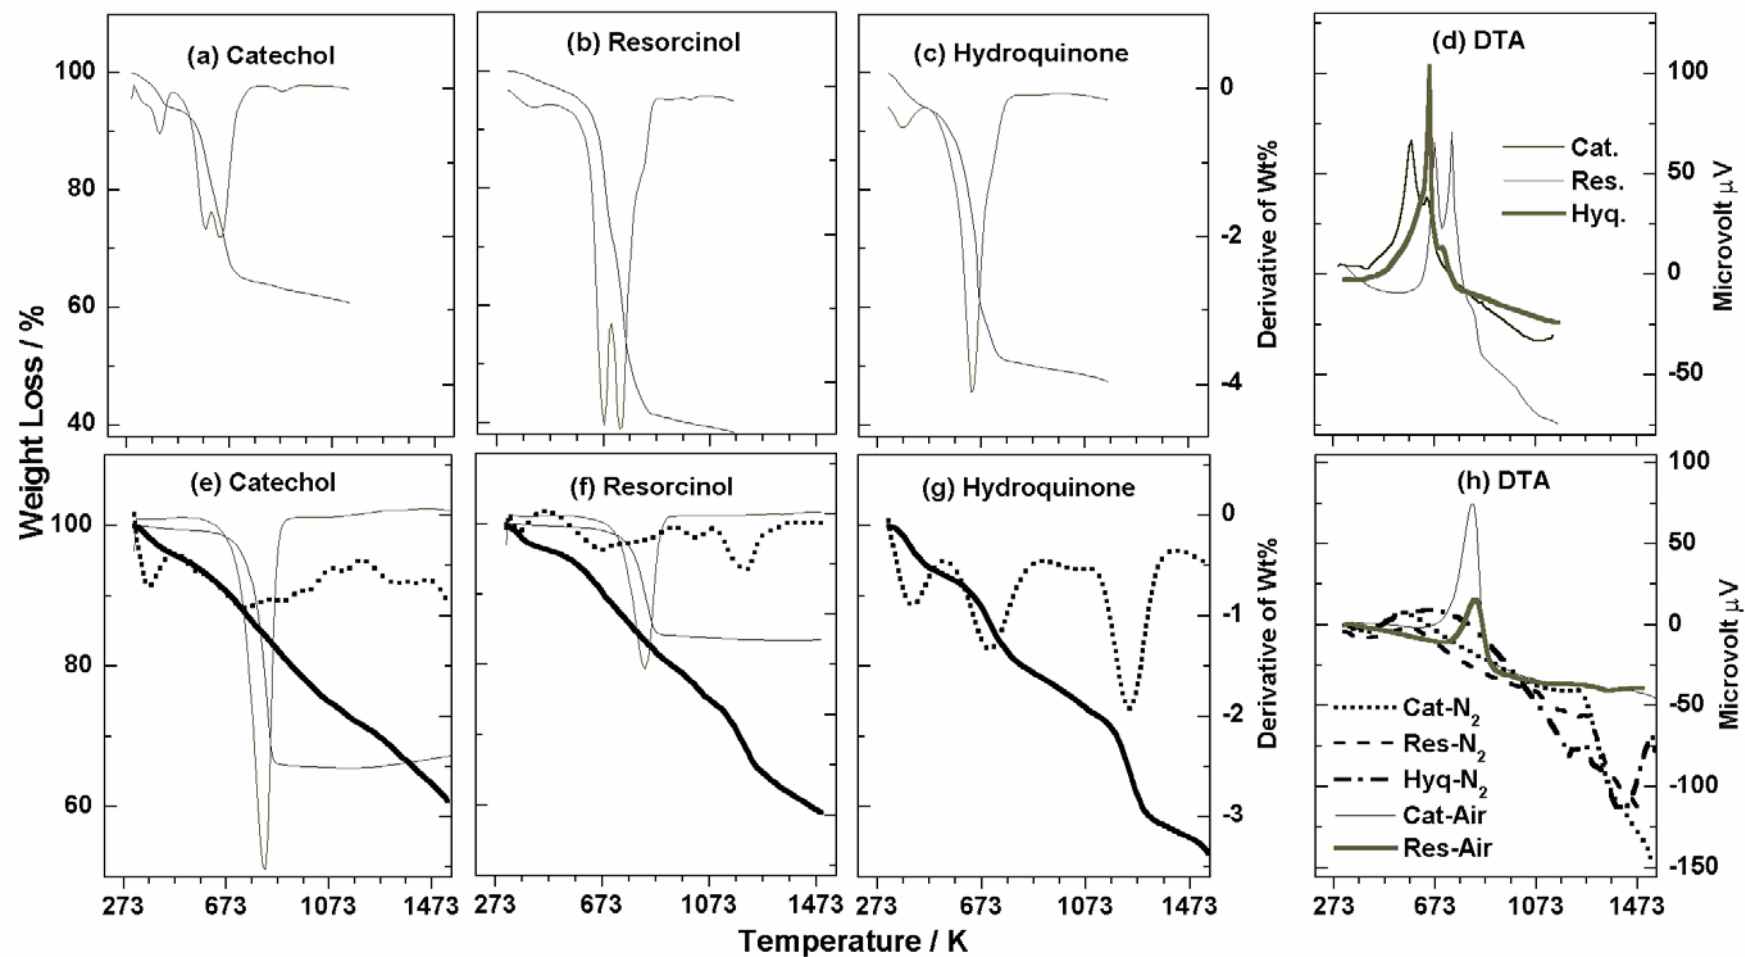 (a) Catechol
(b) Resorcinol
(c) Hydroquinone
(d) DTA
100
80
60
40
0
-2
-4
100
50
0
-50
Cat.
Res.
Hyq.
Derivative of Wt%
Microvolt μV
Weight Loss / %
(e) Catechol
(f) Resorcinol
(g) Hydroquinone
(h) DTA
100
80
60
0
-1
-2
-3
100
50
0
-50
-100
-150
Cat-N2
Res-N2
Hyq-N2
Cat-Air
Res-Air
Derivative of Wt%
Microvolt μV
273 673 1073 1473
273 673 1073 1473
273 673 1073 1473
273 673 1073 1473
Temperature / K